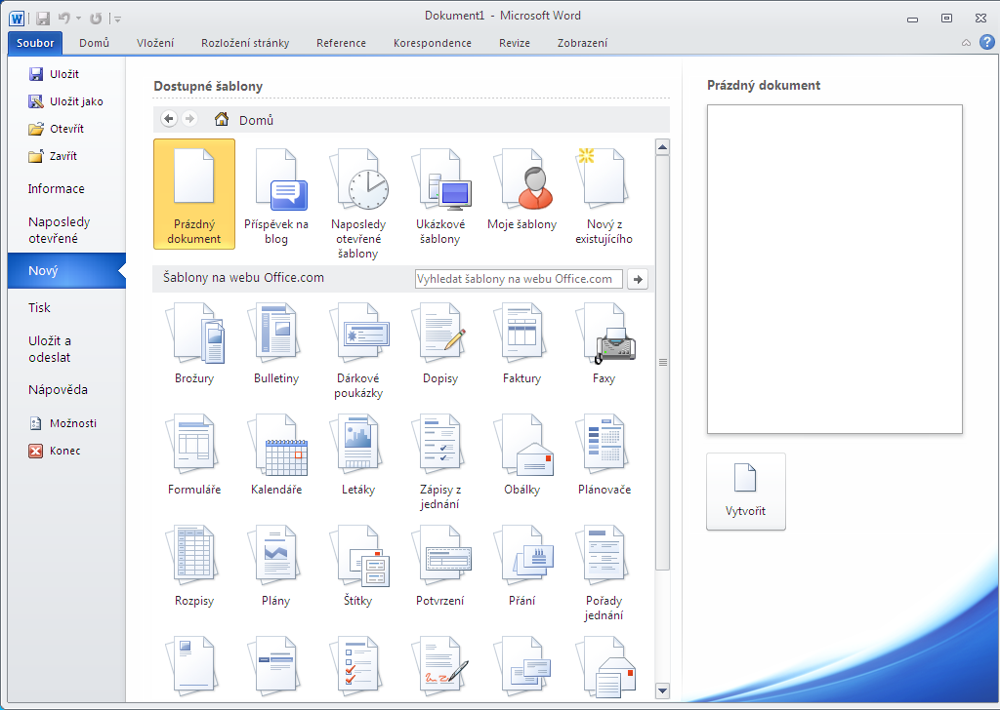 Dokument1 - Microsoft Word
Soubor Domů Vložení Rozložení stránky Reference Korespondence Revize Zobrazení
Uložit
Uložit jako
Otevřít
Zavřít
Informace
Naposledy
otevřené
Nový
Tisk
Uložit a
odeslat
Nápověda
Možnosti
Konec
Dostupné šablony
Domů
Prázdný
dokument
Příspěvek na
blog
Naposledy
otevřené
šablony
Ukázkové
šablony
Moje šablony
Nový z
existujícího
Šablony na webu Office.com
Vyhledat šablony na webu Office.com
Brožury
Bulletiny
Dárkové
poukázky
Dopisy
Faktury
Faxy
Formuláře
Kalendáře
Letáky
Zápisy z
jednání
Obálky
Plánovače
Rozpisy
Plány
Štítky
Potvrzení
Přání
Pořady
jednání
Prázdný dokument
Vytvořit